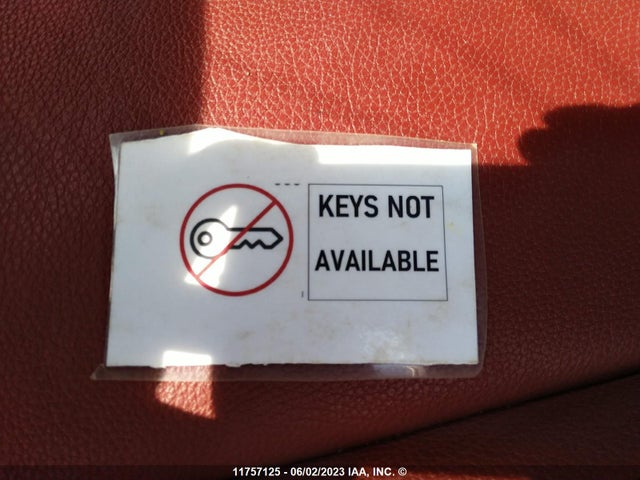 KEYS NOT
AVAILABLE
11757125 - 06/02/2023 IAA, INC. ©